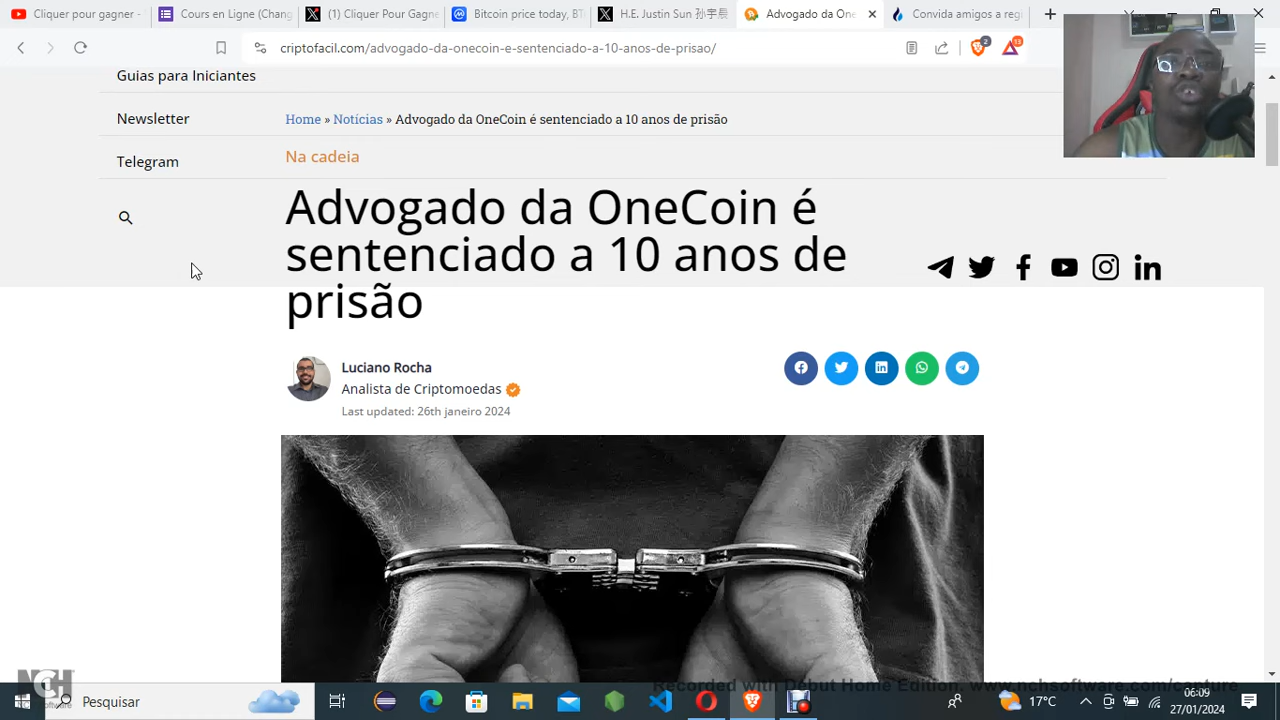 Cliquer pour gagner -
Cours en Ligne (Chang
(1) Cliquer Pour Gagne
Bitcoin price today, BT
H.E. Justin Sun 孙宇晨
Advogado da One
Convida amigos a reg
criptofacil.com/advogado-da-onecoin-e-sentenciado-a-10-anos-de-prisao/
2
13
Guias para Iniciantes
Newsletter
Telegram
Home » Notícias » Advogado da OneCoin é sentenciado a 10 anos de prisão
Na cadeia
Advogado da OneCoin é
sentenciado a 10 anos de
prisão
Luciano Rocha
Analista de Criptomoedas
Last updated: 26th janeiro 2024
NCH
Software
Recorded with Debut Home Edition. www.nchsoftware.com/capture
Pesquisar
17°C
06:09
27/01/2024